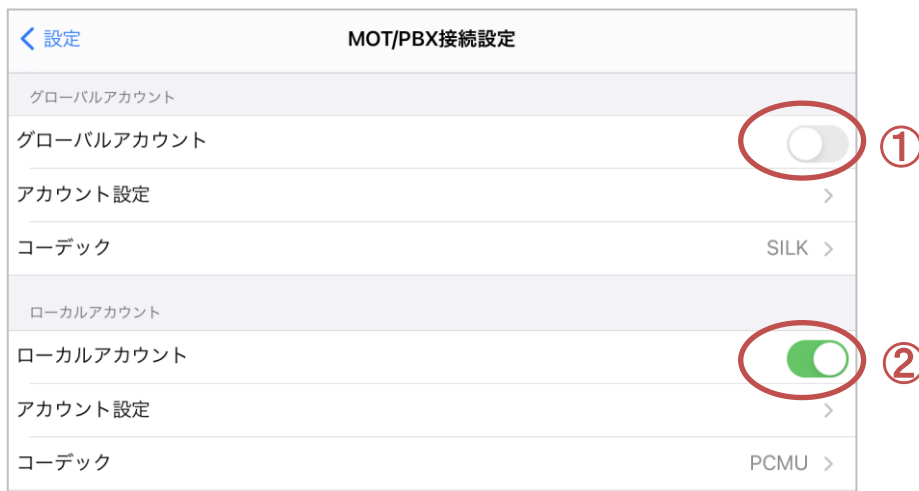 設定 MOT/PBX接続設定
グローバルアカウント
グローバルアカウント ①
アカウント設定
コーデック SILK
ローカルアカウント
ローカルアカウント ②
アカウント設定
コーデック PCMU